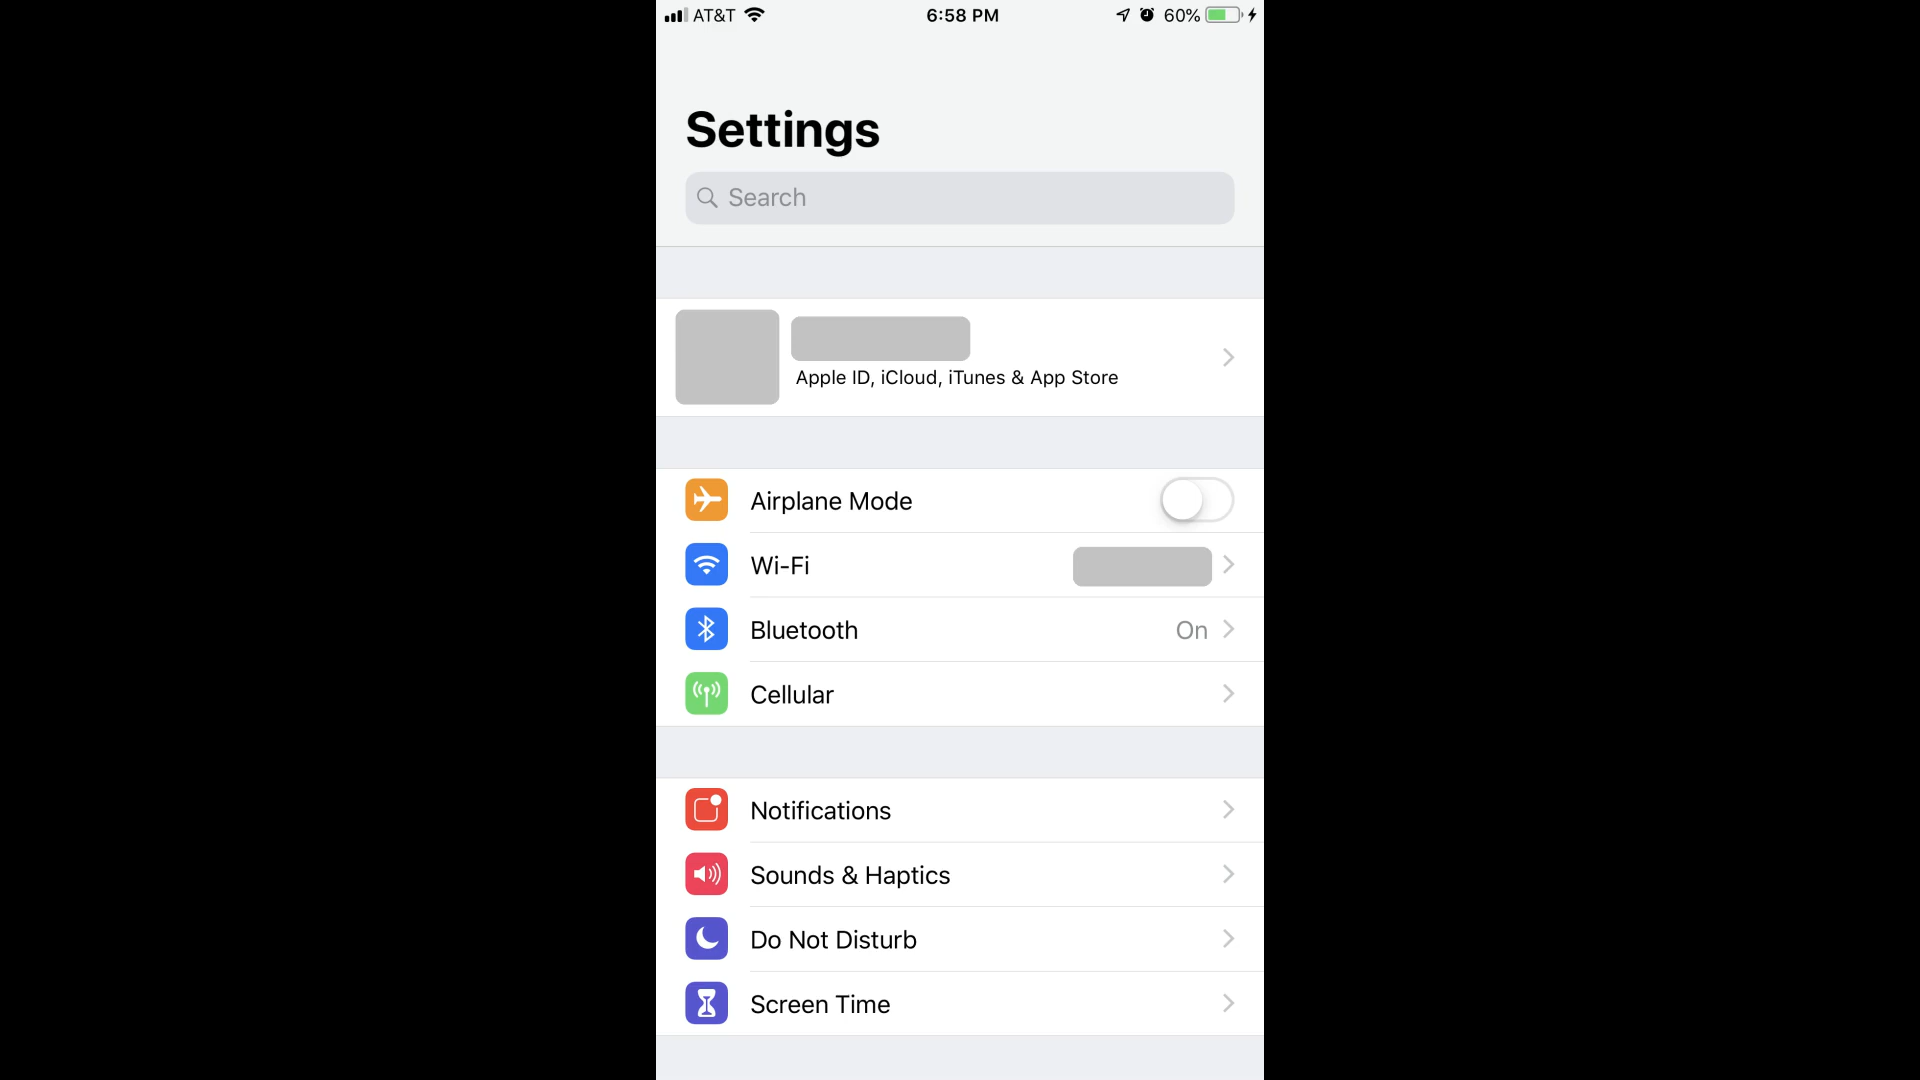 AT&T 6:58 PM 60%
Settings
Search
Apple ID, iCloud, iTunes & App Store
Airplane Mode
Wi-Fi
Bluetooth On
Cellular
Notifications
Sounds & Haptics
Do Not Disturb
Screen Time